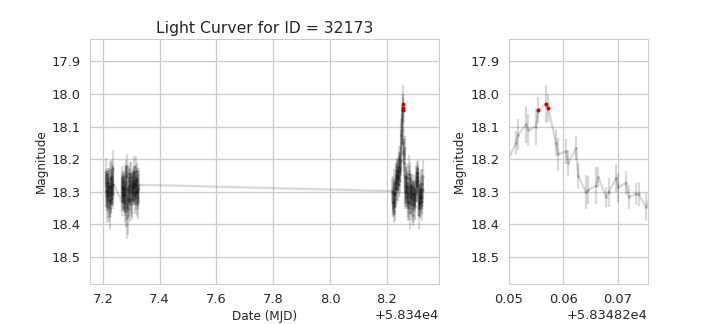 Light Curver for ID = 32173
Magnitude
17.9
18.0
18.1
18.2
18.3
18.4
18.5
7.2 7.4 7.6 7.8 8.0 8.2
Date (MJD)
+5.834e4
Magnitude
17.9
18.0
18.1
18.2
18.3
18.4
18.5
0.05 0.06 0.07
+5.83482e4